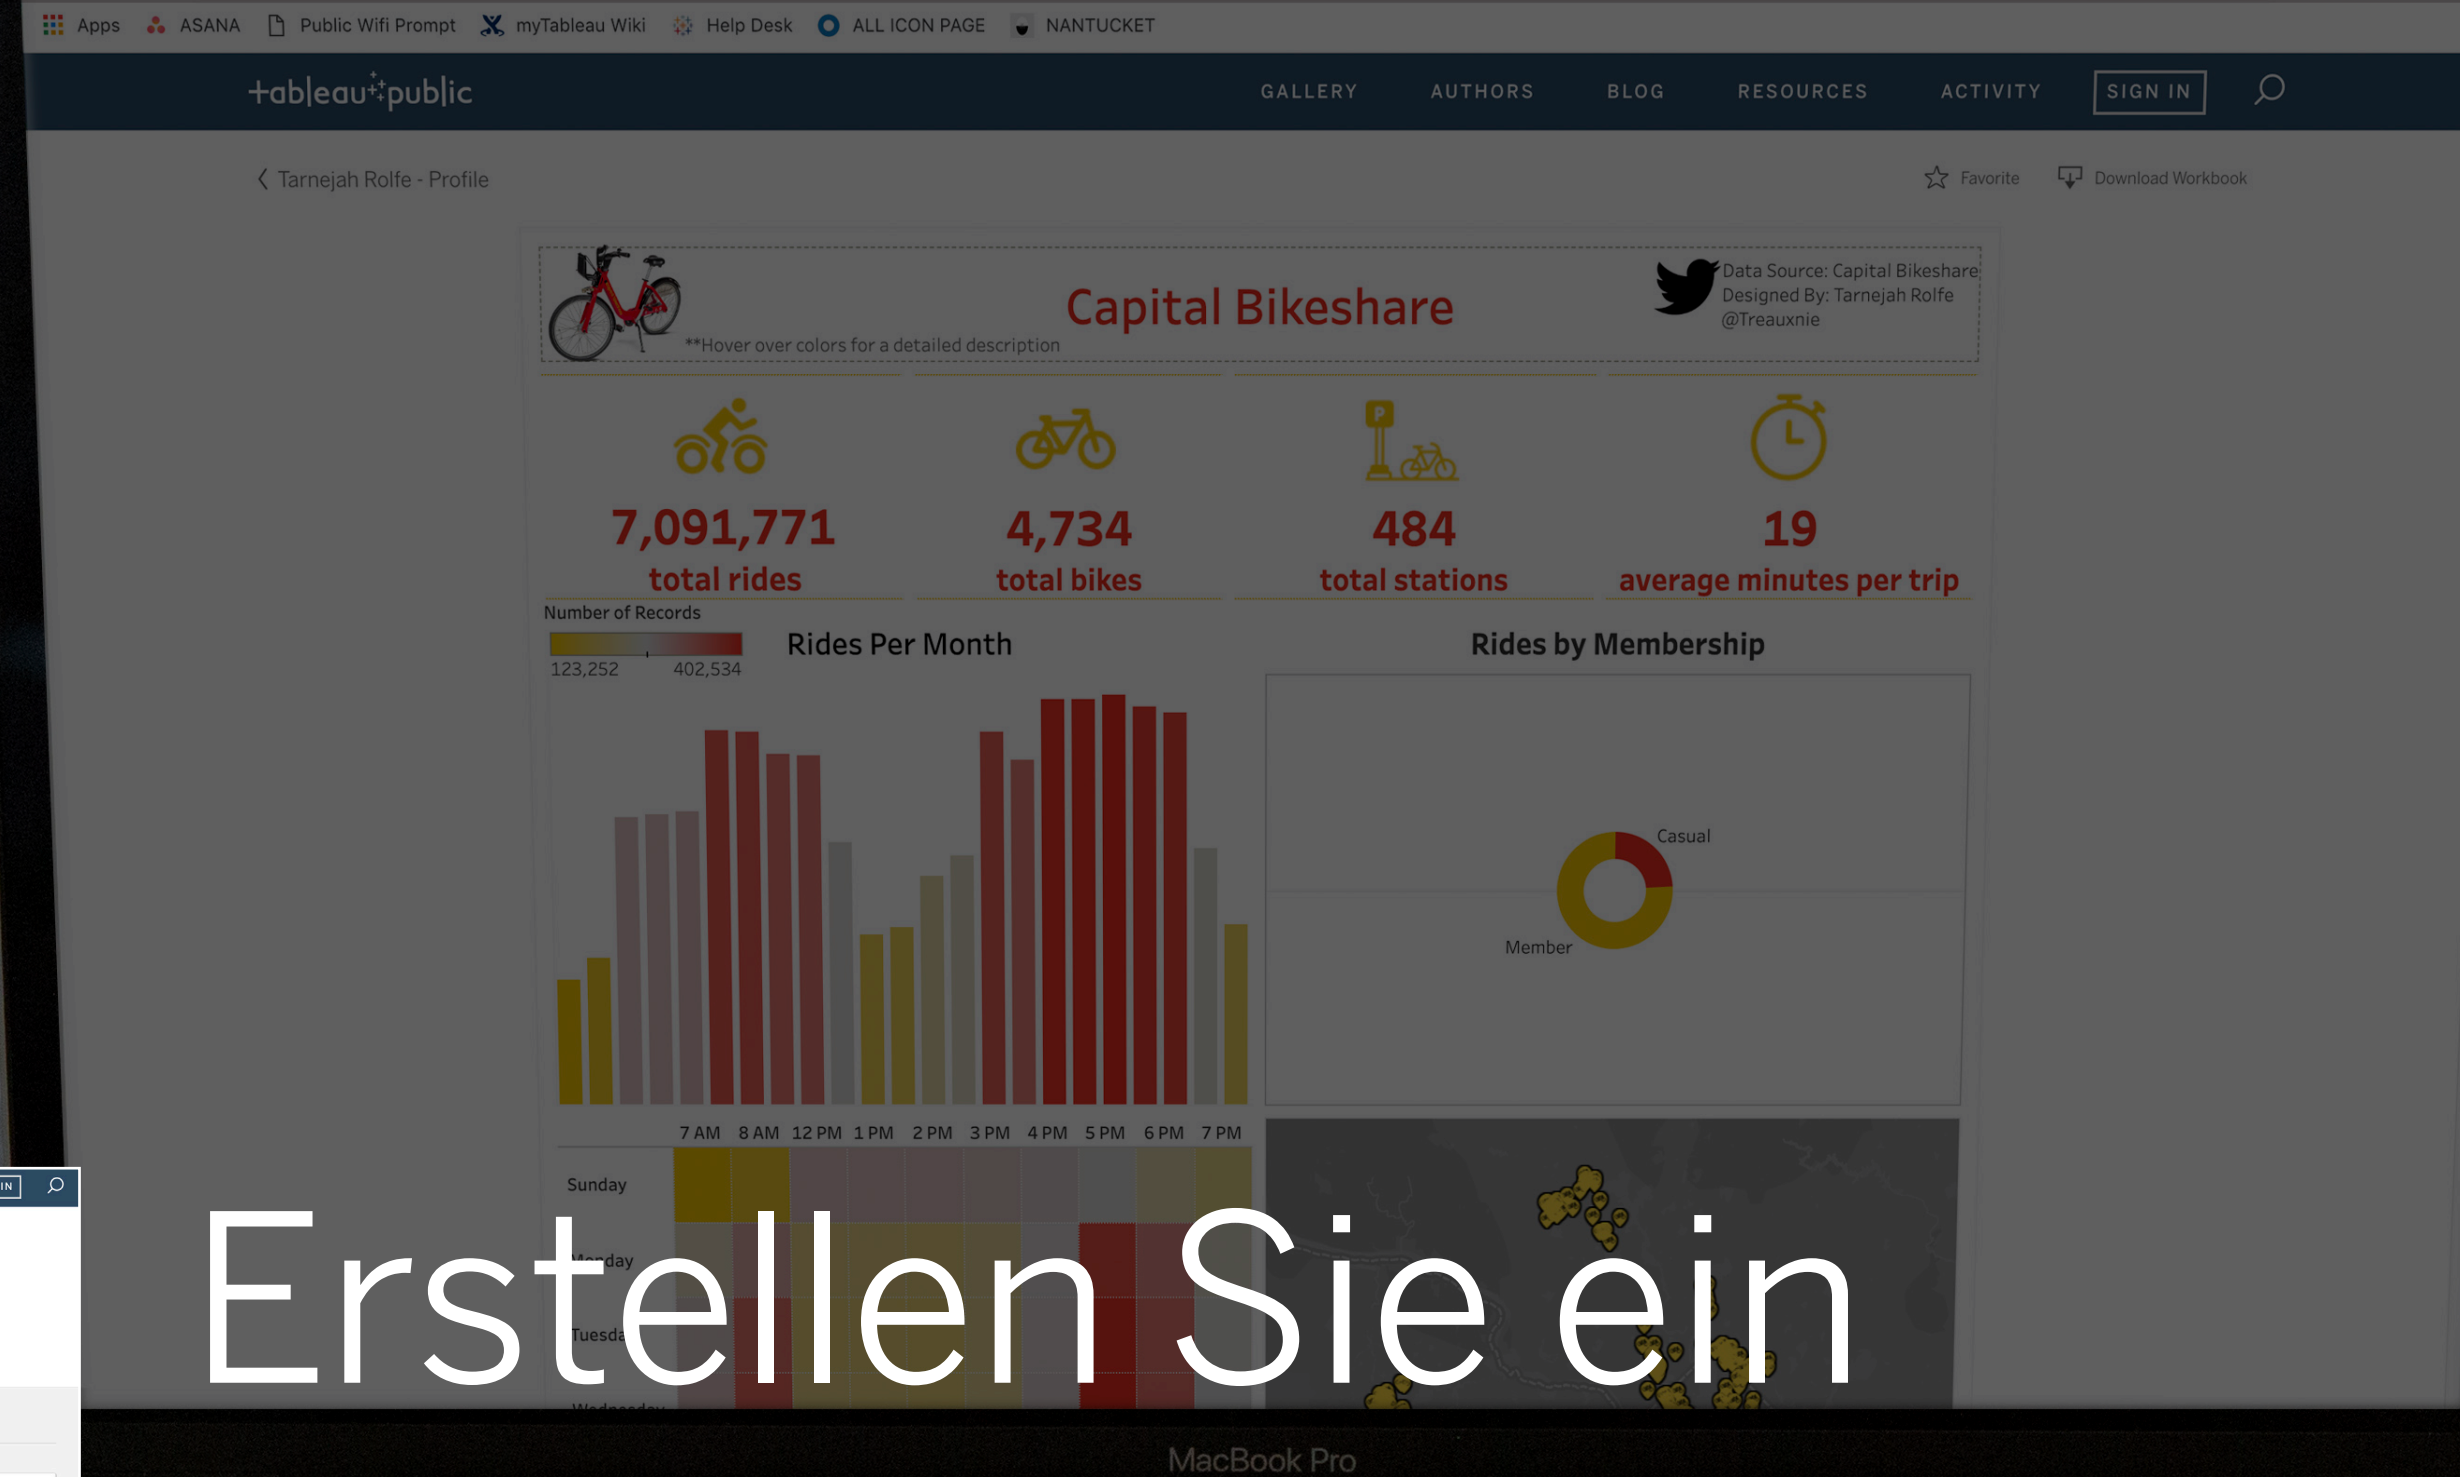 Apps ASANA Public Wifi Prompt myTableau Wiki Help Desk ALL ICON PAGE NANTUCKET
tableau public GALLERY AUTHORS BLOG RESOURCES ACTIVITY SIGN IN
Tarnejah Rolfe - Profile Favorite Download Workbook
Data Source: Capital Bikeshare
Capital Bikeshare Designed By: Tarnejah Rolfe
@Treauxnie
**Hover over colors for a detailed description
P
7,091,771 4,734 484 19
total rides total bikes total stations average minutes per trip
Number of Records
Rides Per Month Rides by Membership
123,252 402,534
Casual
Member
7 AM 8 AM 12 PM 1 PM 2 PM 3 PM 4 PM 5 PM 6 PM 7 PM
Sunday
IN
Monday
Tuesda
Erstellen Sie ein
Wednesday
MacBook Pro